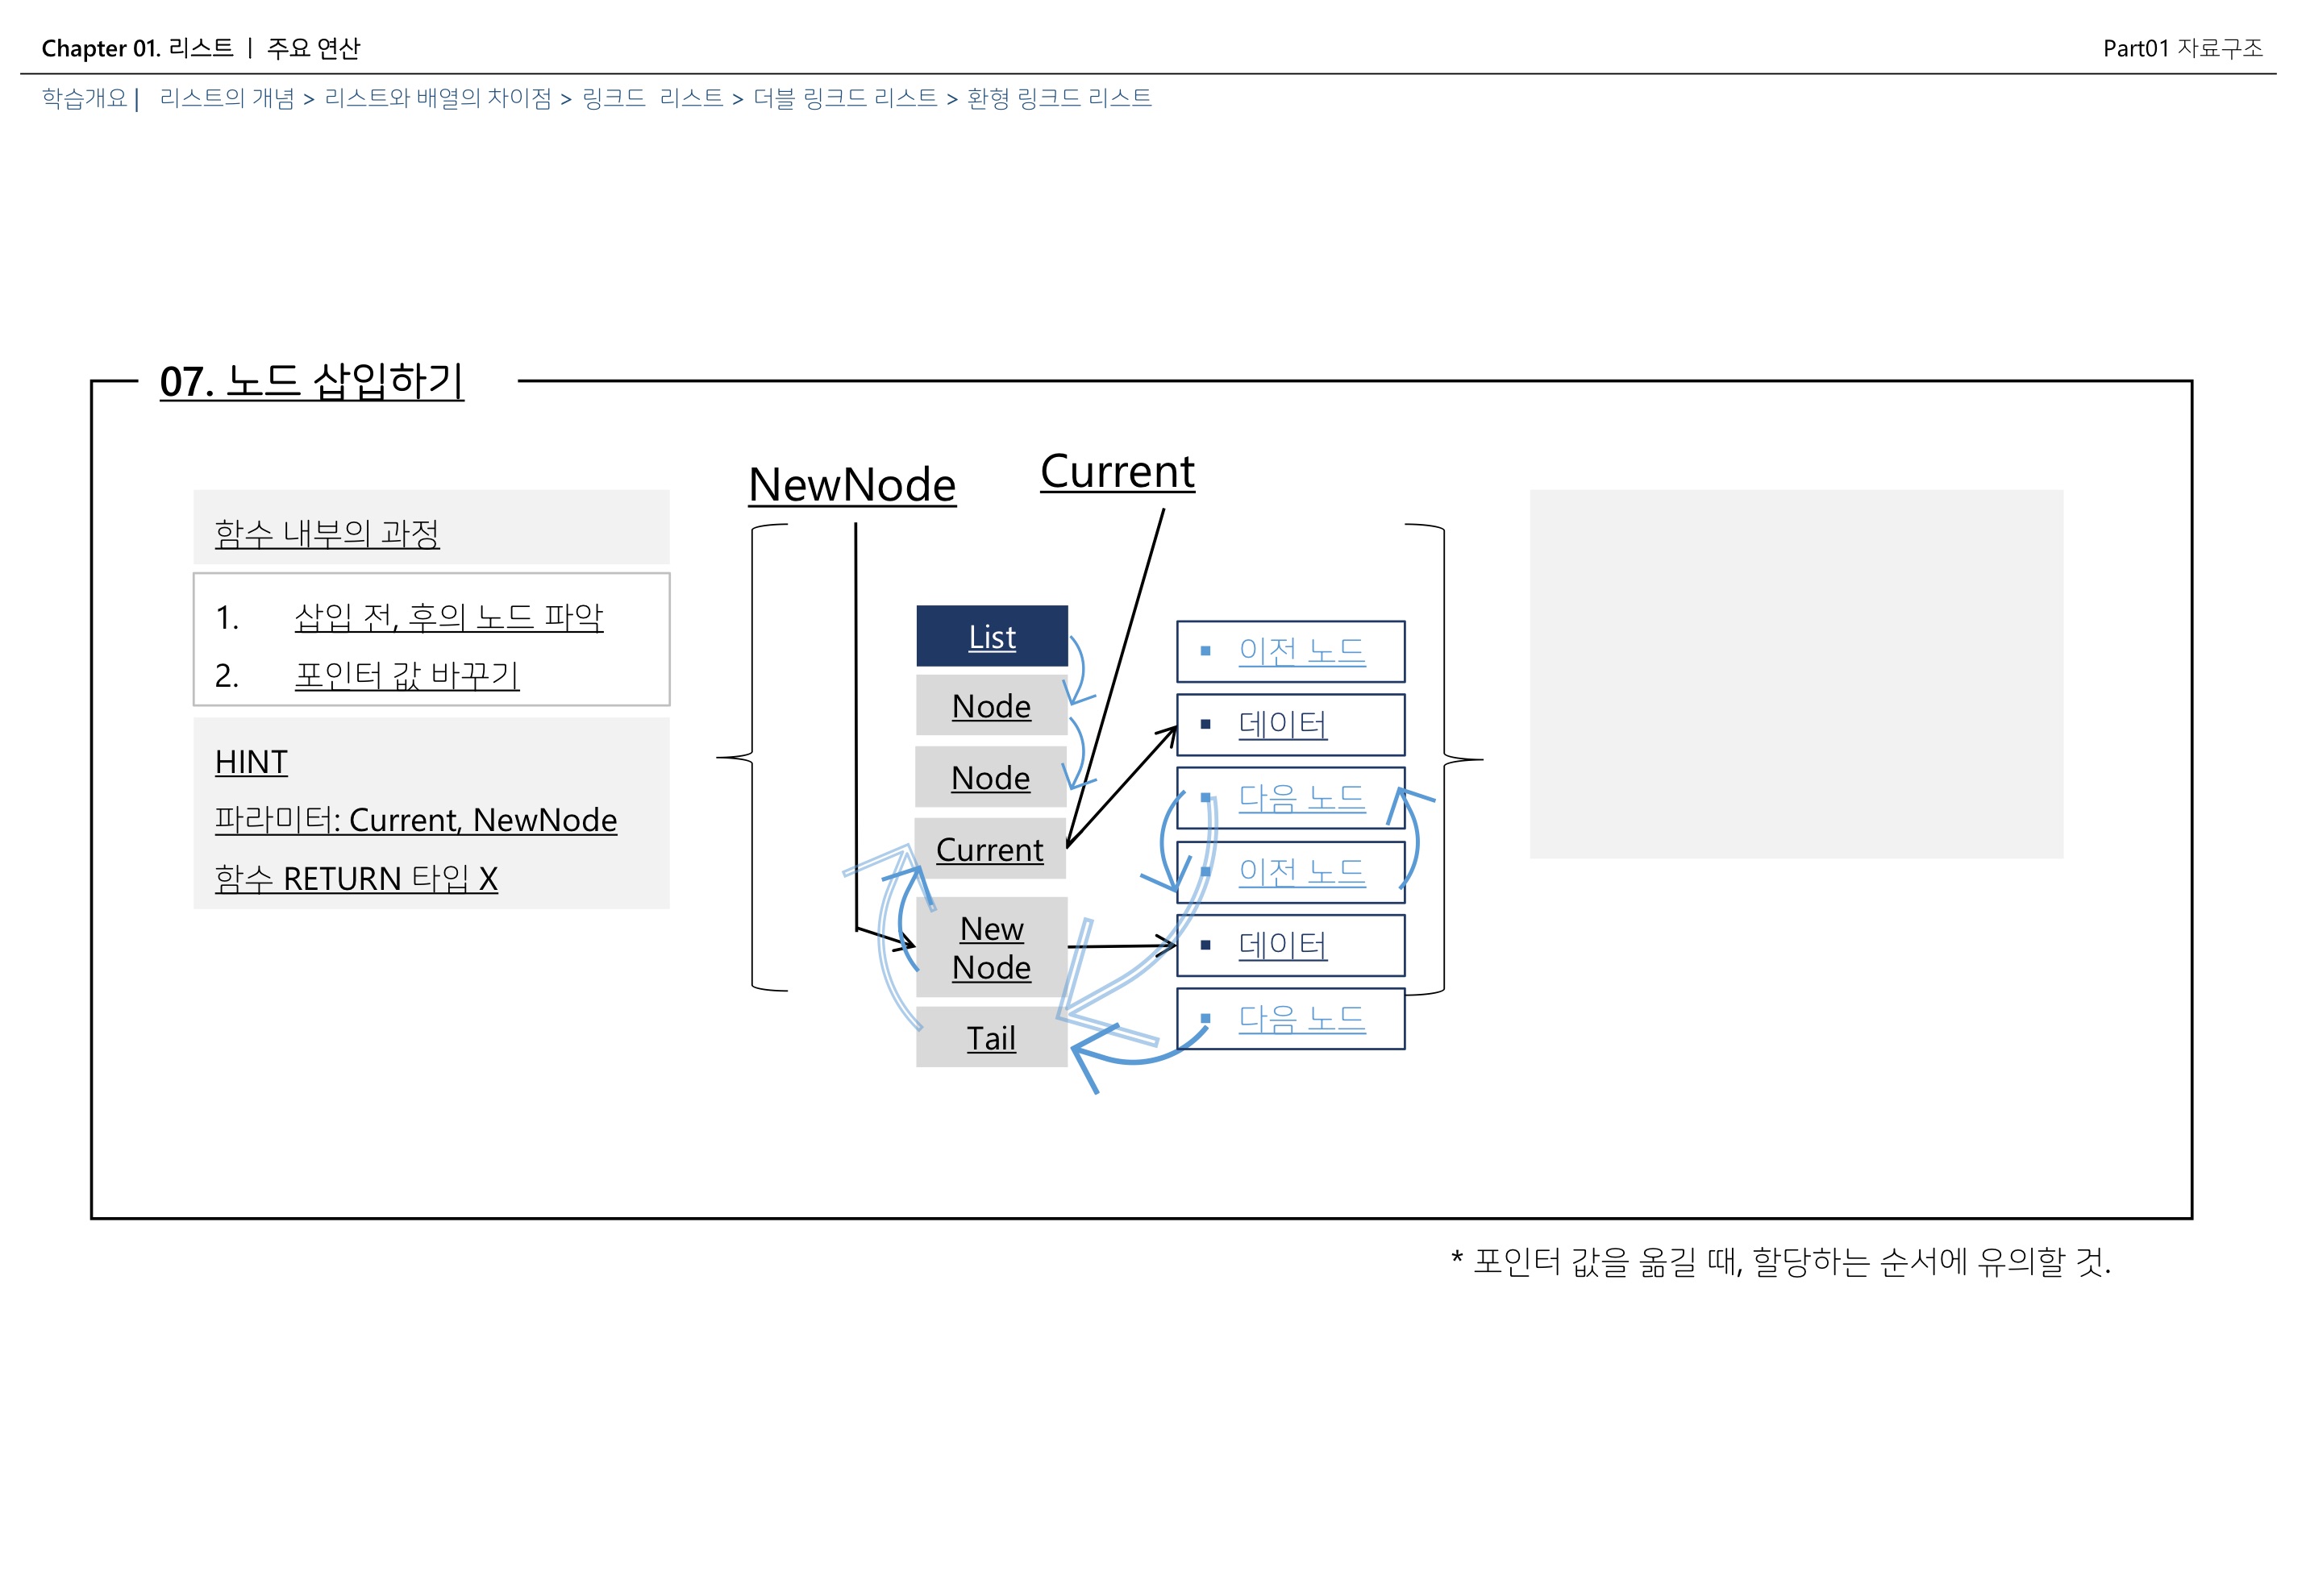 Chapter 01. 리스트 | 주요 연산
Part01 자료구조
학습개요 | 리스트의 개념 > 리스트와 배열의 차이점 > 링크드 리스트 > 더블 링크드 리스트 > 환형 링크드 리스트
07. 노드 삽입하기
함수 내부의 과정
1. 삽입 전, 후의 노드 파악
2. 포인터 값 바꾸기
HINT
파라미터: Current, NewNode
함수 RETURN 타입 X
NewNode
Current
List
Node
Node
Current
New
Node
Tail
▪ 이전 노드
▪ 데이터
▪ 다음 노드
▪ 이전 노드
▪ 데이터
▪ 다음 노드
* 포인터 값을 옮길 때, 할당하는 순서에 유의할 것.